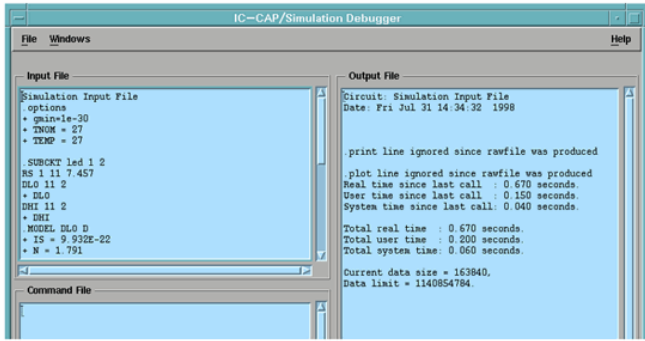 IC-CAP/Simulation Debugger
File Windows Help
Input File
Simulation Input File
.options
+ gmin=1e-30
+ TNOM = 27
+ TEMP = 27
.SUBCKT led 1 2
RS 1 11 7.457
DLO 11 2
+ DLO
DHI 11 2
+ DHI
.MODEL DLO D
+ IS = 9.932E-22
+ N = 1.791
Command File
Output File
Circuit: Simulation Input File
Date: Fri Jul 31 14:34:32 1998
.print line ignored since rawfile was produced
.plot line ignored since rawfile was produced
Real time since last call : 0.670 seconds.
User time since last call : 0.150 seconds.
System time since last call: 0.040 seconds.
Total real time : 0.670 seconds.
Total user time : 0.200 seconds.
Total system time: 0.060 seconds.
Current data size = 163840,
Data limit = 1140854784.